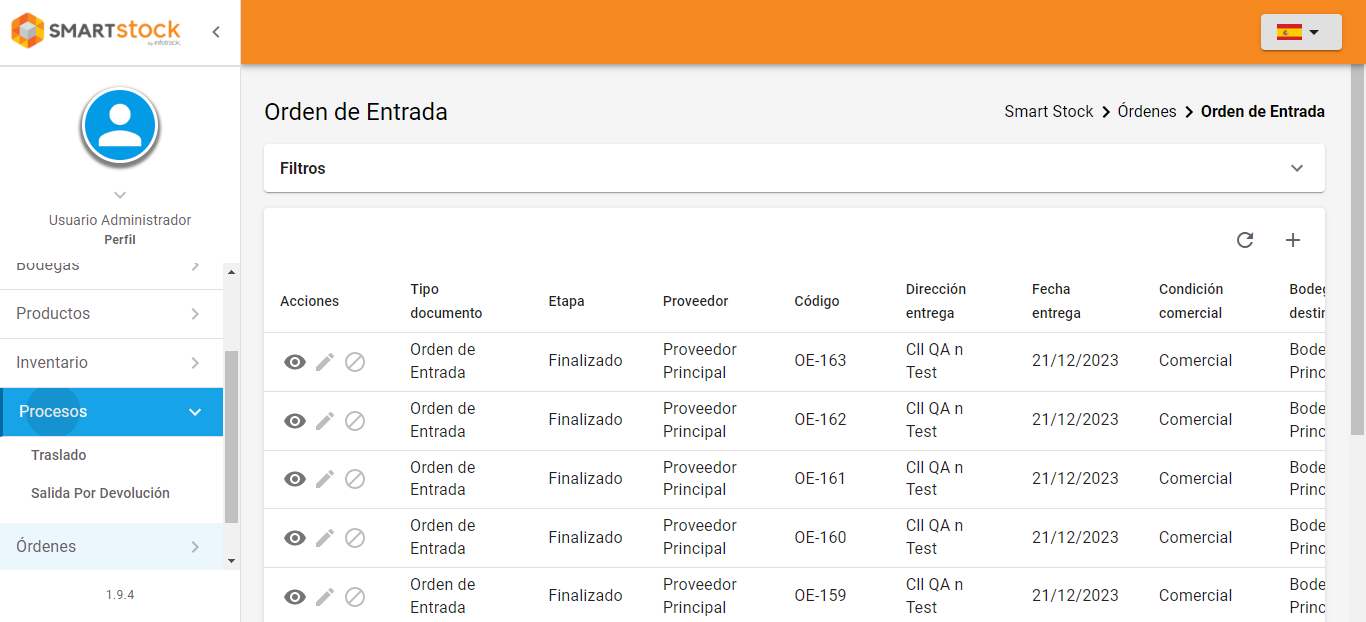 SMARTstock
by infotrack.
Usuario Administrador
Perfil
Bodegas
Productos
Inventario
Procesos
Traslado
Salida Por Devolución
Órdenes
1.9.4
Orden de Entrada
Smart Stock Órdenes Orden de Entrada
Filtros
Acciones Tipo documento Etapa Proveedor Código Dirección entrega Fecha entrega Condición comercial Bodeg destin
Orden de Entrada Finalizado Proveedor Principal OE-163 Cll QA n Test 21/12/2023 Comercial Bode Princ
Orden de Entrada Finalizado Proveedor Principal OE-162 Cll QA n Test 21/12/2023 Comercial Bode Princ
Orden de Entrada Finalizado Proveedor Principal OE-161 Cll QA n Test 21/12/2023 Comercial Bode Princ
Orden de Entrada Finalizado Proveedor Principal OE-160 Cll QA n Test 21/12/2023 Comercial Bode Princ
Orden de Entrada Finalizado Proveedor Principal OE-159 Cll QA n Test 21/12/2023 Comercial Bode Princ